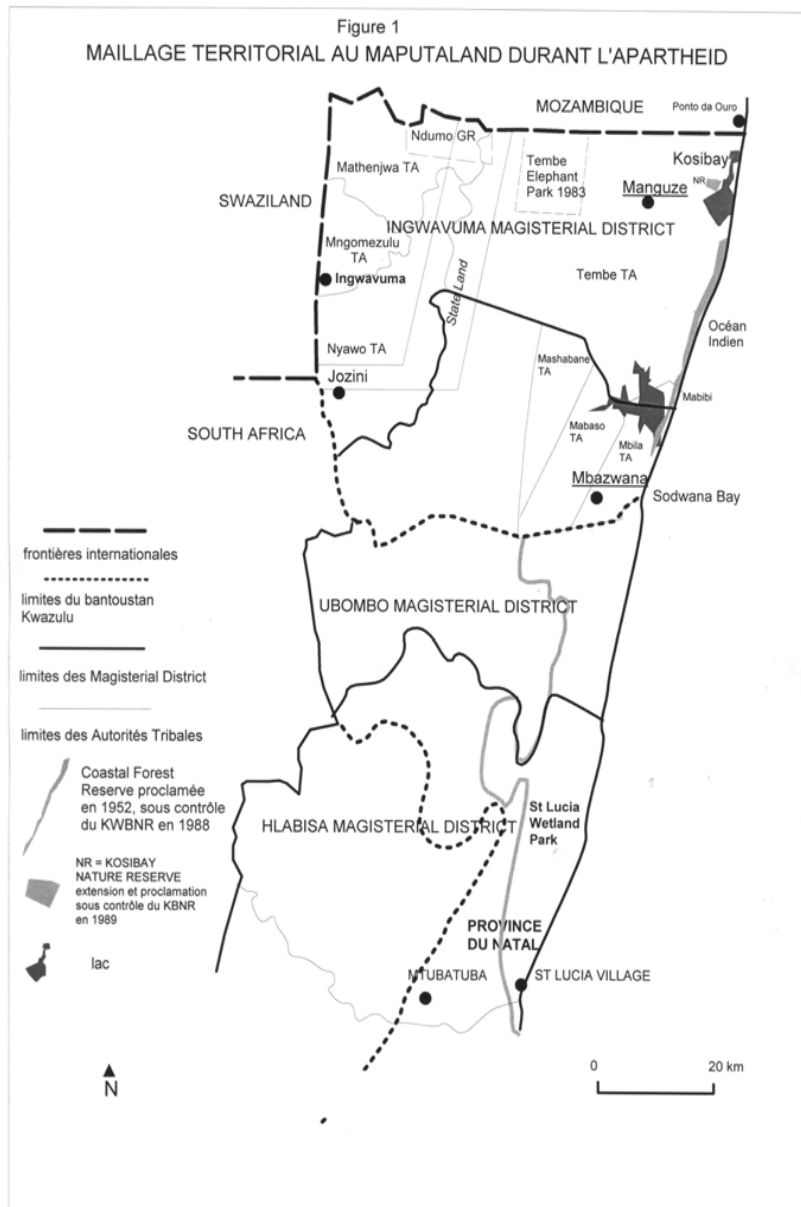 Figure 1
MAILLAGE TERRITORIAL AU MAPUTALAND DURANT L'APARTHEID
MOZAMBIQUE
Ponto da Ouro
Ndumo GR
Mathenjwa TA
Tembe
Elephant
Park 1983
Kosibay
NR
Manguze
SWAZILAND
INGWAVUMA MAGISTERIAL DISTRICT
Mngomezulu
TA
Ingwavuma
Tembe TA
State Land
Océan
Indien
Nyawo TA
Jozini
Mashabane
TA
Mabibi
SOUTH AFRICA
Mabaso
TA
Mbila
TA
Mbazwana
Sodwana Bay
frontières internationales
limites du bantoustan
Kwazulu
UBOMBO MAGISTERIAL DISTRICT
limites des Magisterial District
limites des Autorités Tribales
Coastal Forest
Reserve proclamée
en 1952, sous contrôle
du KWBNR en 1988
St Lucia
Wetland
Park
HLABISA MAGISTERIAL DISTRICT
NR = KOSIBAY
NATURE RESERVE
extension et proclamation
sous contrôle du KBNR
en 1989
lac
PROVINCE
DU NATAL
MTUBATUBA
ST LUCIA VILLAGE
N
0
20 km